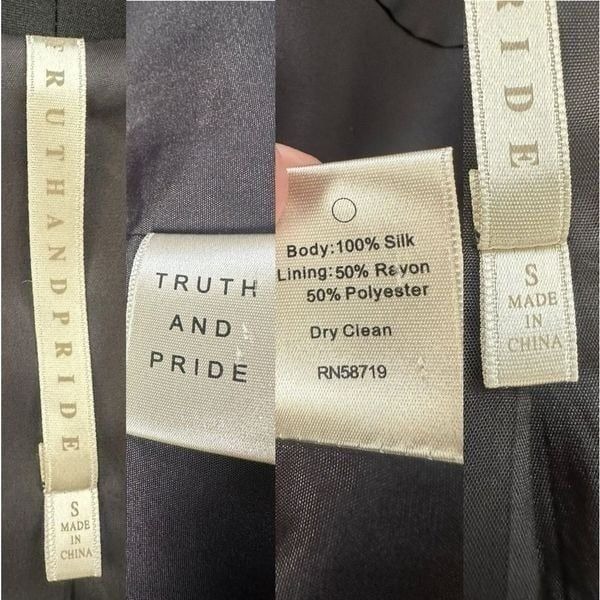 TRUTHANDPRIDE
S
MADE
IN
CHINA
TRUTH
AND
PRIDE
Body:100% Silk
Lining:50% Rayon
50% Polyester
Dry Clean
RN58719
RIDE
S
MADE
IN
CHINA